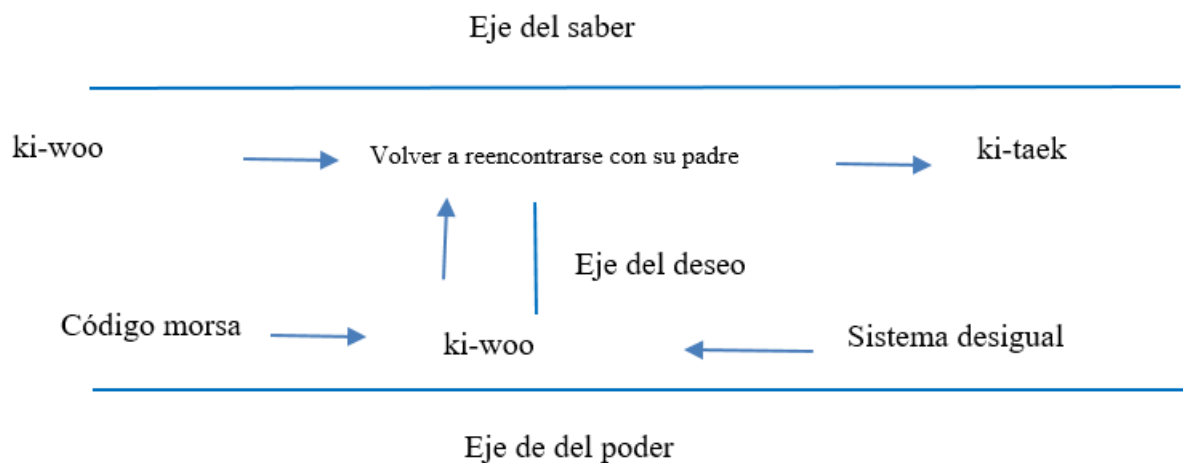 Eje del saber
ki-woo
Volver a reencontrarse con su padre
ki-taek
Eje del deseo
Código morsa
ki-woo
Sistema desigual
Eje de del poder